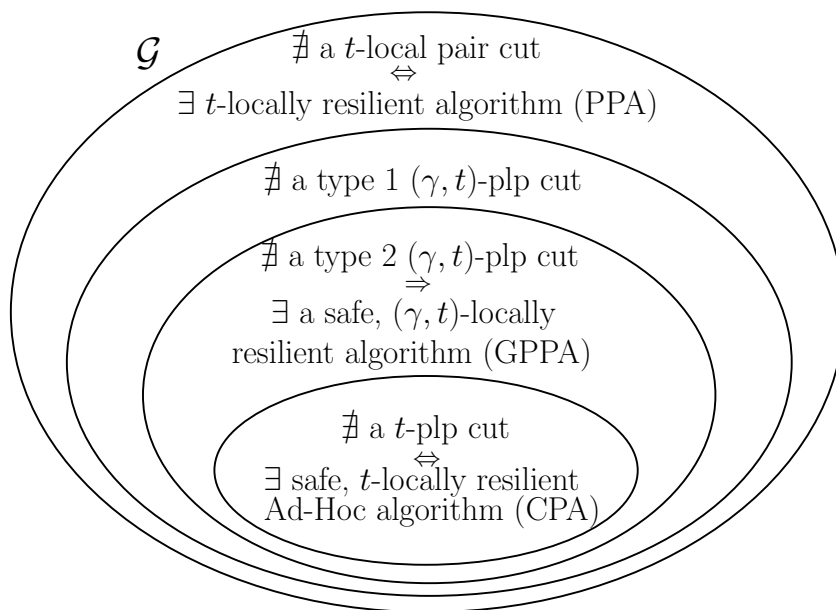 𝒢
∄ a t-local pair cut
⇔
∃ t-locally resilient algorithm (PPA)
∄ a type 1 (γ, t)-plp cut
∄ a type 2 (γ, t)-plp cut
⇒
∃ a safe, (γ, t)-locally
resilient algorithm (GPPA)
∄ a t-plp cut
⇔
∃ safe, t-locally resilient
Ad-Hoc algorithm (CPA)